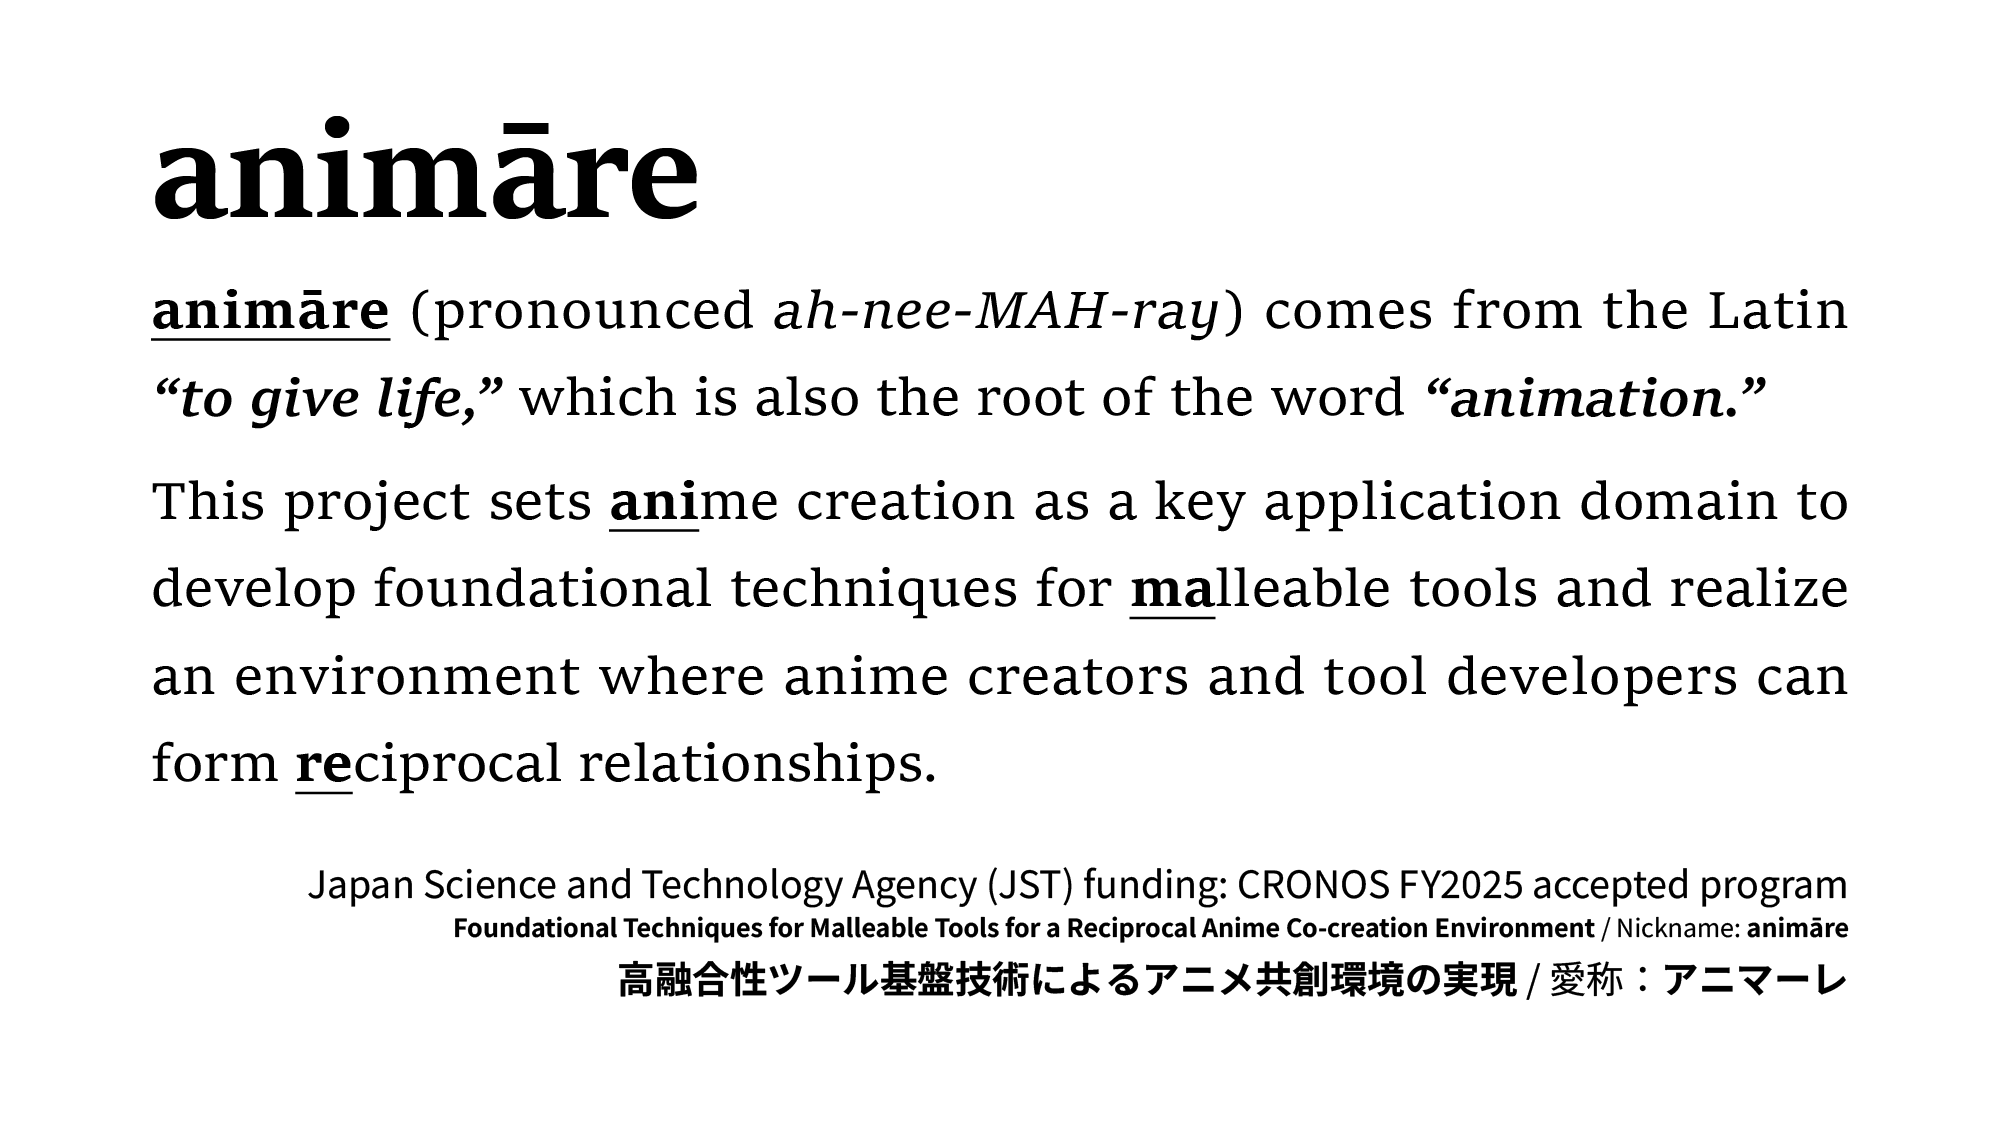 animāre
animāre (pronounced ah-nee-MAH-ray) comes from the Latin
“to give life,” which is also the root of the word “animation.”
This project sets anime creation as a key application domain to
develop foundational techniques for malleable tools and realize
an environment where anime creators and tool developers can
form reciprocal relationships.
Japan Science and Technology Agency (JST) funding: CRONOS FY2025 accepted program
Foundational Techniques for Malleable Tools for a Reciprocal Anime Co-creation Environment / Nickname: animāre
高融合性ツール基盤技術によるアニメ共創環境の実現 / 愛称：アニマーレ